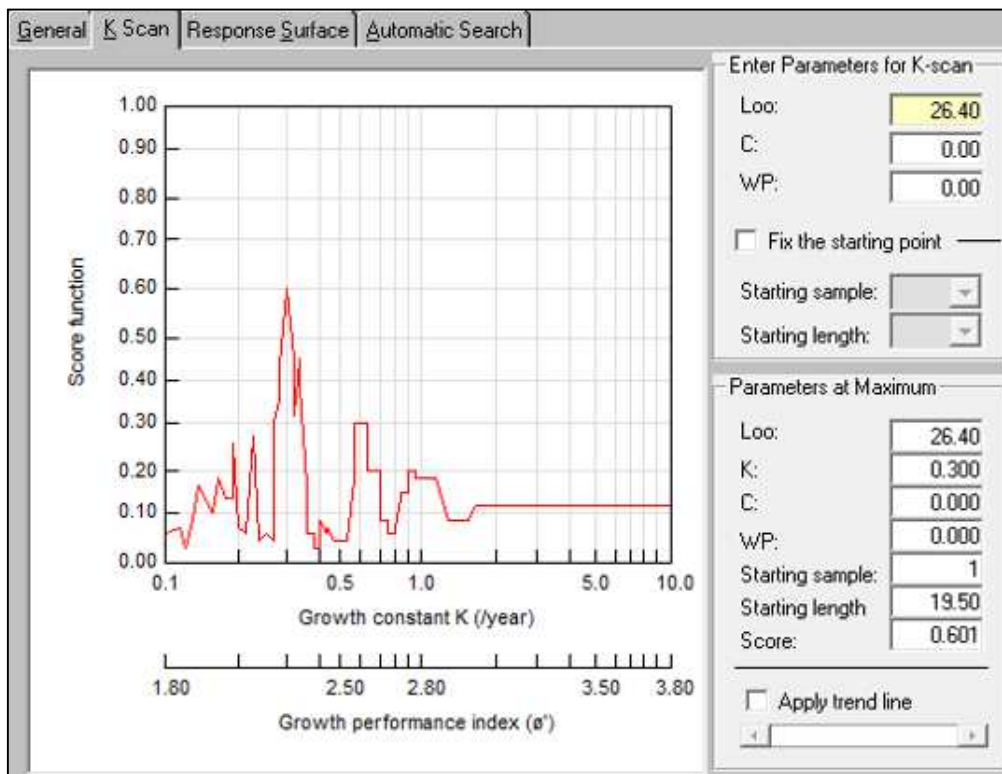 General K Scan Response Surface Automatic Search
Score function
1.00
0.90
0.80
0.70
0.60
0.50
0.40
0.30
0.20
0.10
0.00
0.1 0.5 1.0 5.0 10.0
Growth constant K (/year)
1.80 2.50 2.80 3.50 3.80
Growth performance index (ø')
Enter Parameters for K-scan
Loo: 26.40
C: 0.00
WP: 0.00
Fix the starting point
Starting sample:
Starting length:
Parameters at Maximum
Loo: 26.40
K: 0.300
C: 0.000
WP: 0.000
Starting sample: 1
Starting length 19.50
Score: 0.601
Apply trend line